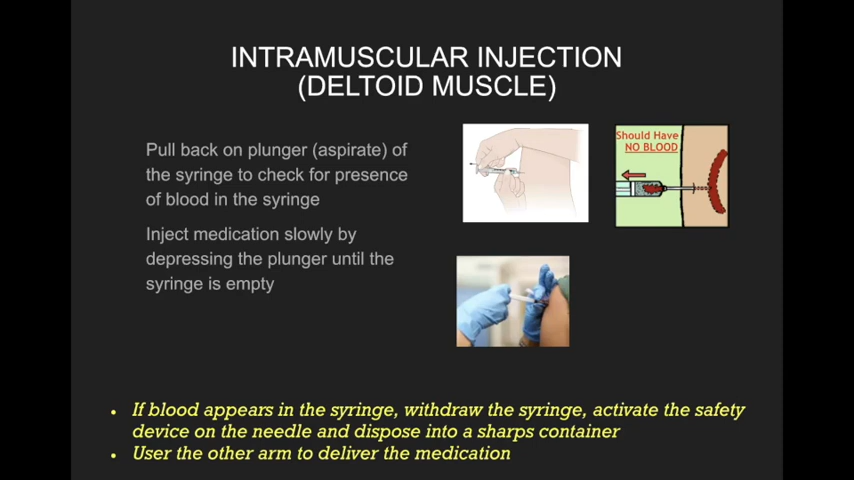 INTRAMUSCULAR INJECTION
(DELTOID MUSCLE)
Pull back on plunger (aspirate) of
the syringe to check for presence
of blood in the syringe
Inject medication slowly by
depressing the plunger until the
syringe is empty
Should Have
NO BLOOD
If blood appears in the syringe, withdraw the syringe, activate the safety
device on the needle and dispose into a sharps container
User the other arm to deliver the medication